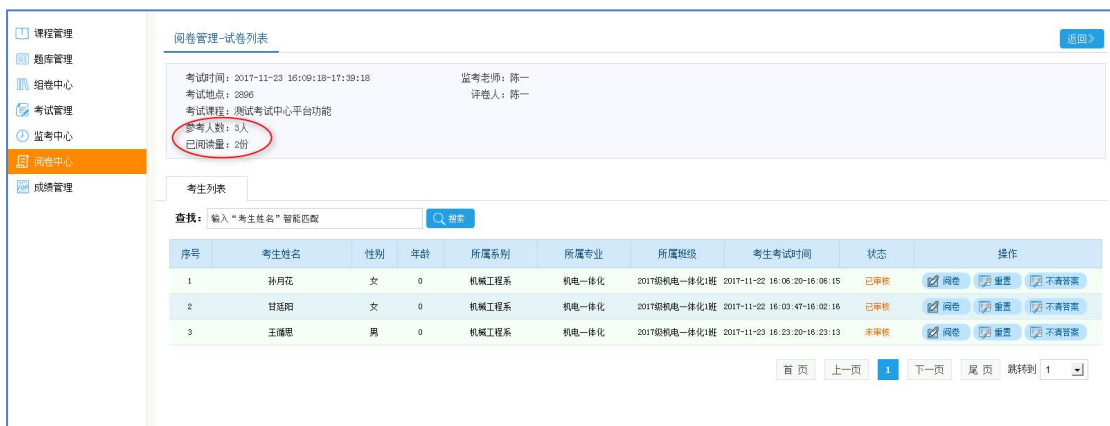 课程管理
题库管理
组卷中心
考试管理
监考中心
阅卷中心
成绩管理
阅卷管理-试卷列表
返回》
考试时间：2017-11-23 16:09:18-17:39:18 监考老师：陈一
考试地点：2896 评卷人：陈一
考试课程：测试考试中心平台功能
参考人数：3人
已阅读量：2份
考生列表
查找： 输入“考生姓名”智能匹配 搜索
序号 考生姓名 性别 年龄 所属系别 所属专业 所属班级 考生考试时间 状态 操作
1 孙月花 女 0 机械工程系 机电一体化 2017级机电一体化1班 2017-11-22 16:06:20-16:06:15 已审核 阅卷 重置 不清答案
2 甘延阳 女 0 机械工程系 机电一体化 2017级机电一体化1班 2017-11-22 16:03:47-16:02:16 已审核 阅卷 重置 不清答案
3 王循思 男 0 机械工程系 机电一体化 2017级机电一体化1班 2017-11-23 16:23:20-16:23:13 未审核 阅卷 重置 不清答案
首 页 上一页 1 下一页 尾 页 跳转到 1